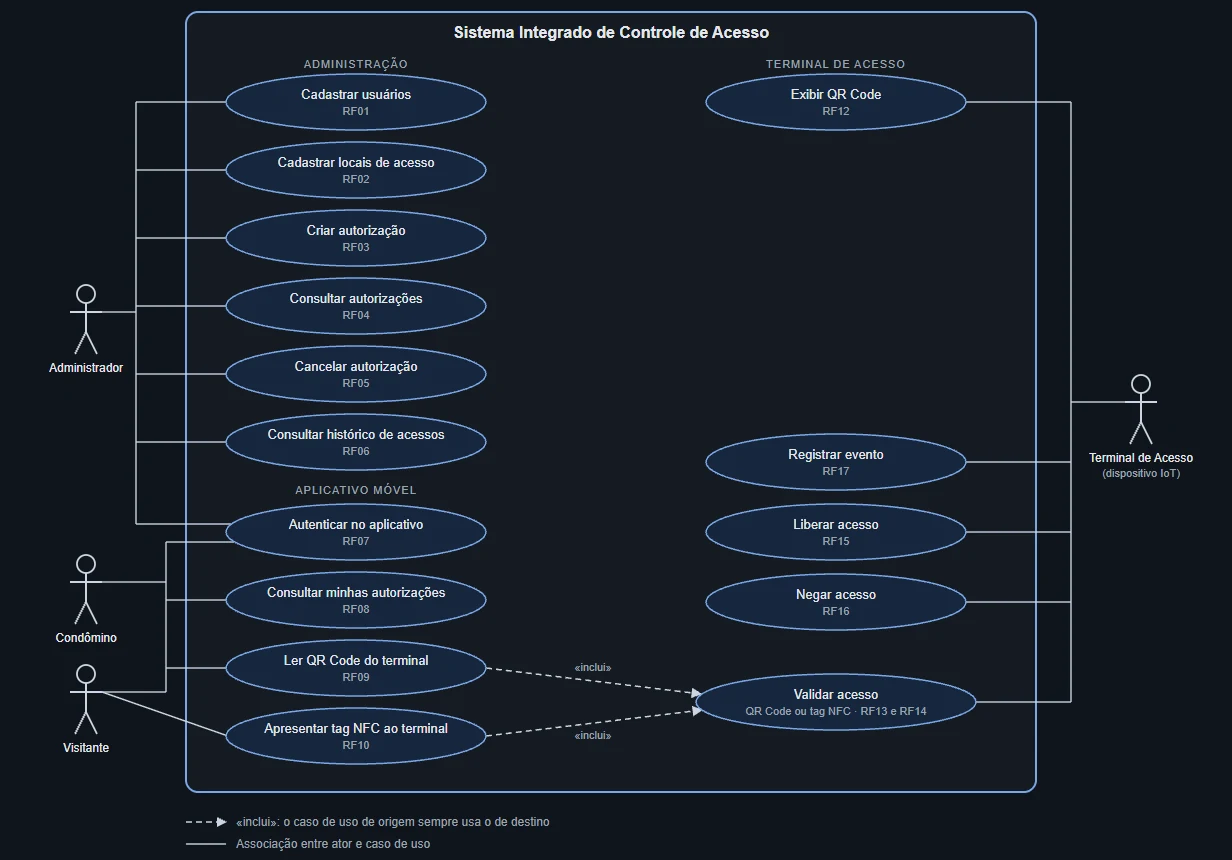 Sistema Integrado de Controle de Acesso
ADMINISTRAÇÃO
Cadastrar usuários
RF01
Cadastrar locais de acesso
RF02
Criar autorização
RF03
Consultar autorizações
RF04
Cancelar autorização
RF05
Consultar histórico de acessos
RF06
APLICATIVO MÓVEL
Autenticar no aplicativo
RF07
Consultar minhas autorizações
RF08
Ler QR Code do terminal
RF09
Apresentar tag NFC ao terminal
RF10
TERMINAL DE ACESSO
Exibir QR Code
RF12
Registrar evento
RF17
Liberar acesso
RF15
Negar acesso
RF16
Validar acesso
QR Code ou tag NFC · RF13 e RF14
«inclui»
«inclui»
Administrador
Condômino
Visitante
Terminal de Acesso
(dispositivo IoT)
«inclui»: o caso de uso de origem sempre usa o de destino
Associação entre ator e caso de uso